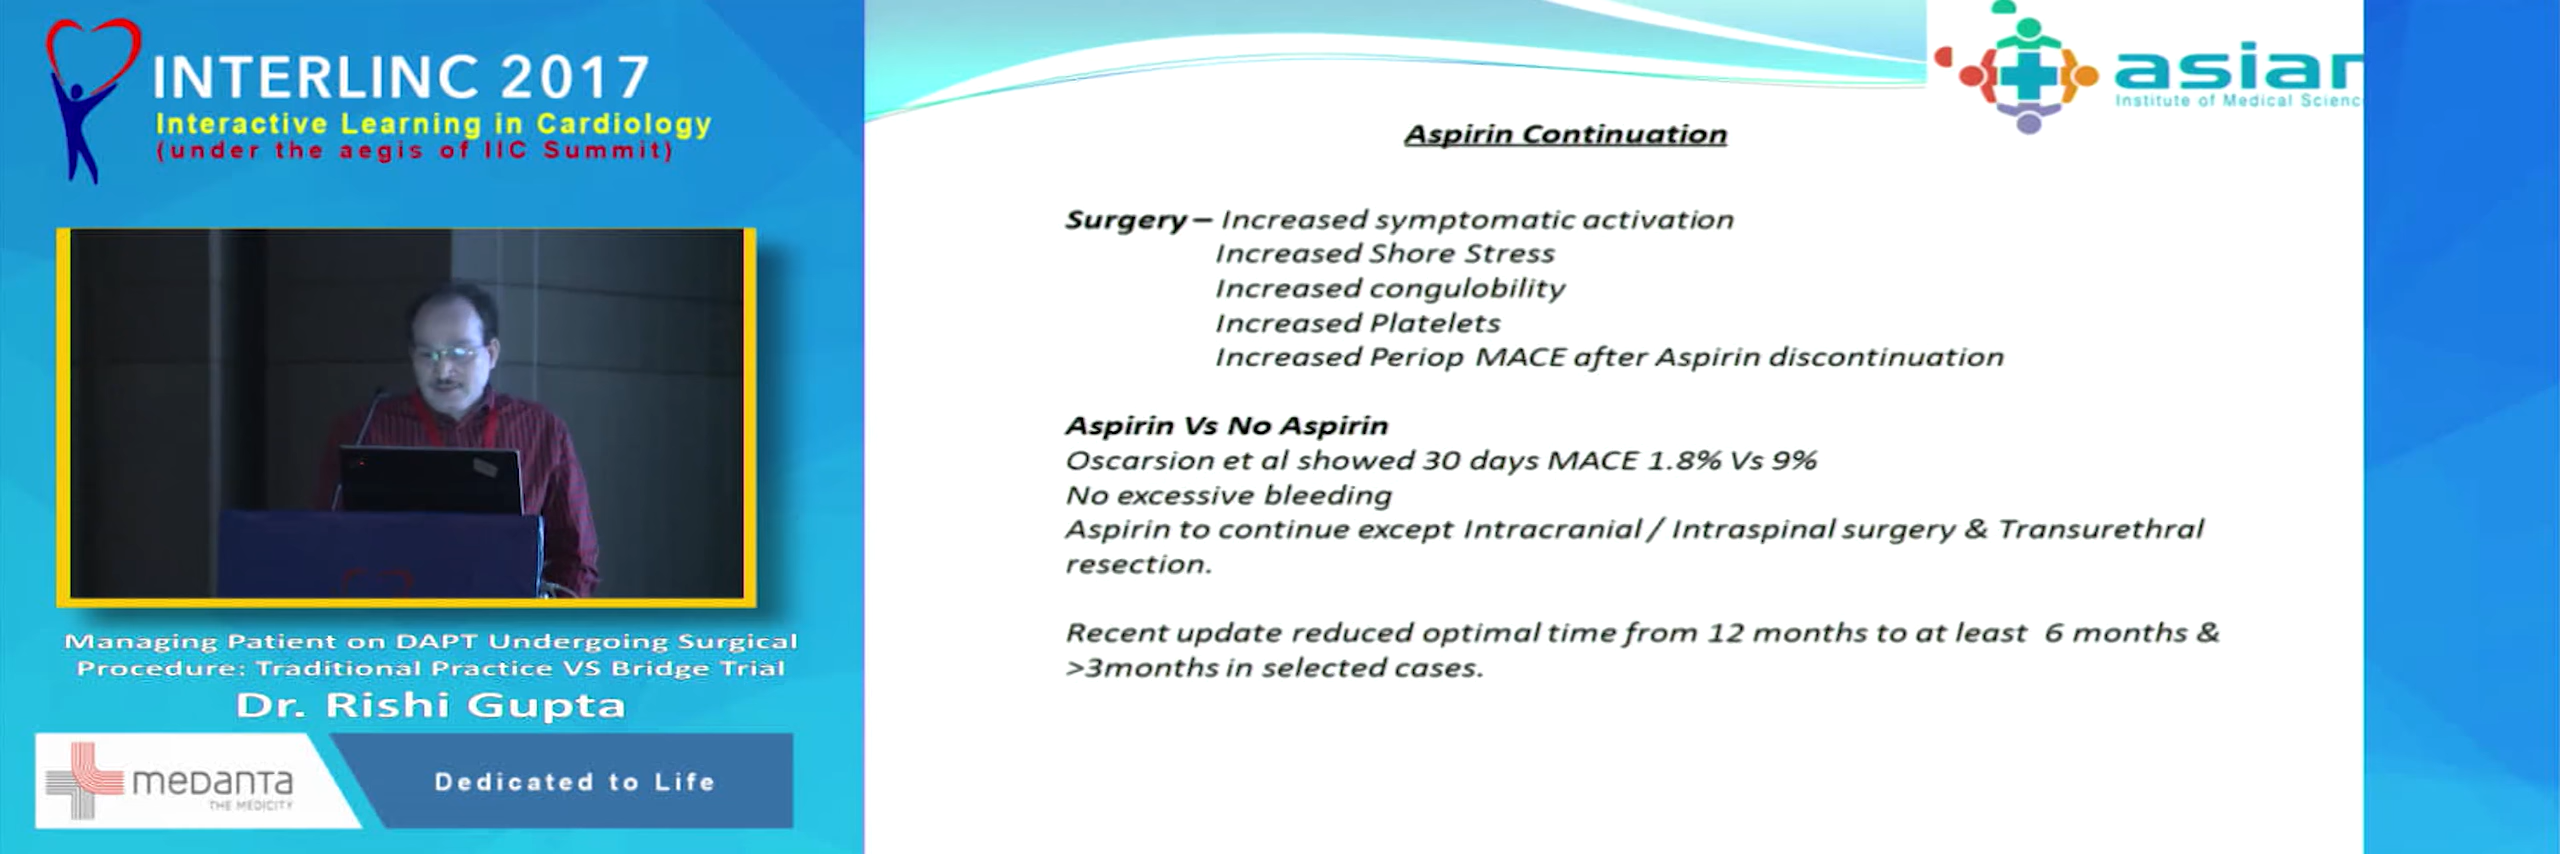 INTERLINC 2017
Interactive Learning in Cardiology
(under the aegis of IIC Summit)
Managing Patient on DAPT Undergoing Surgical
Procedure: Traditional Practice VS Bridge Trial
Dr. Rishi Gupta
medanta
THE MEDICITY
Dedicated to Life
asian
Institute of Medical Scienc
Aspirin Continuation
Surgery – Increased symptomatic activation
Increased Shore Stress
Increased congulobility
Increased Platelets
Increased Periop MACE after Aspirin discontinuation
Aspirin Vs No Aspirin
Oscarsion et al showed 30 days MACE 1.8% Vs 9%
No excessive bleeding
Aspirin to continue except Intracranial / Intraspinal surgery & Transurethral
resection.
Recent update reduced optimal time from 12 months to at least 6 months &
>3months in selected cases.